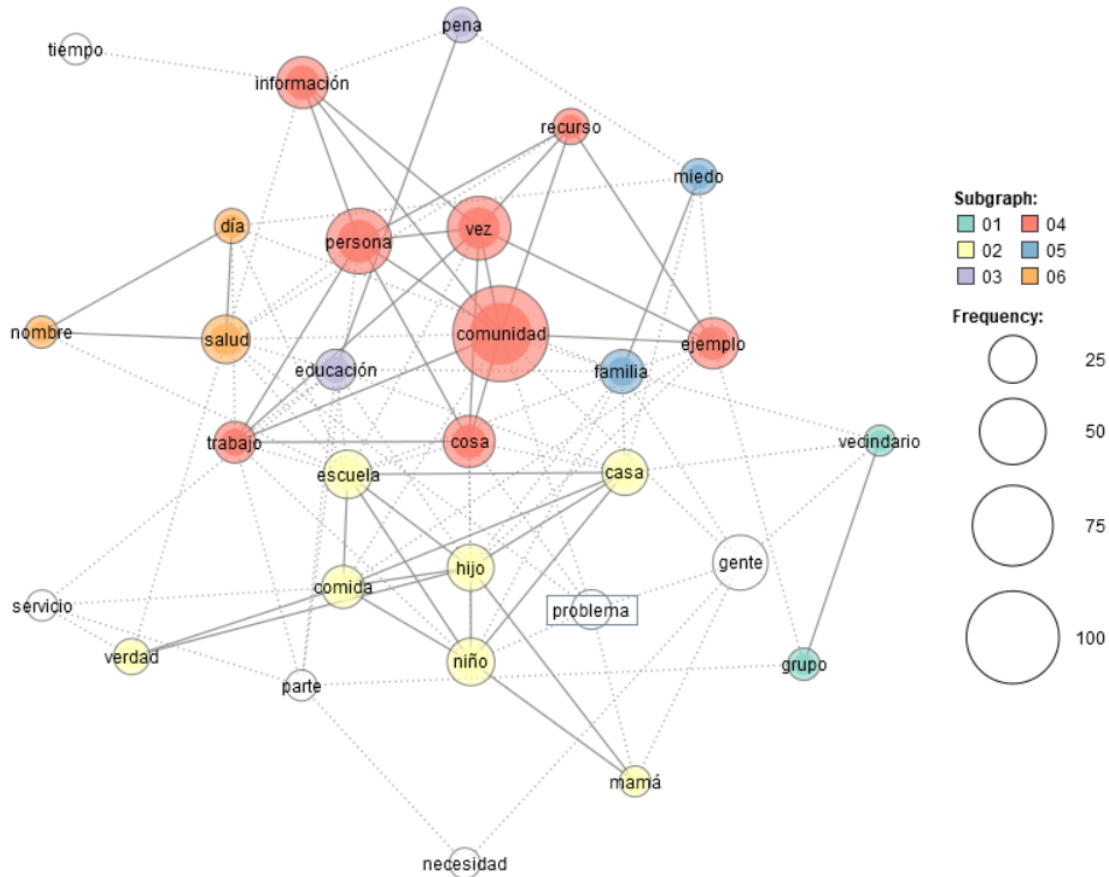 pena
tiempo
información
recurso
miedo
día
persona
vez
nombre
salud
comunidad
ejemplo
educación
familia
trabajo
cosa
vecindario
escuela
casa
comida
hijo
gente
servicio
problema
verdad
niño
grupo
parte
mamá
necesidad
Subgraph:
01 04
02 05
03 06
Frequency:
25
50
75
100